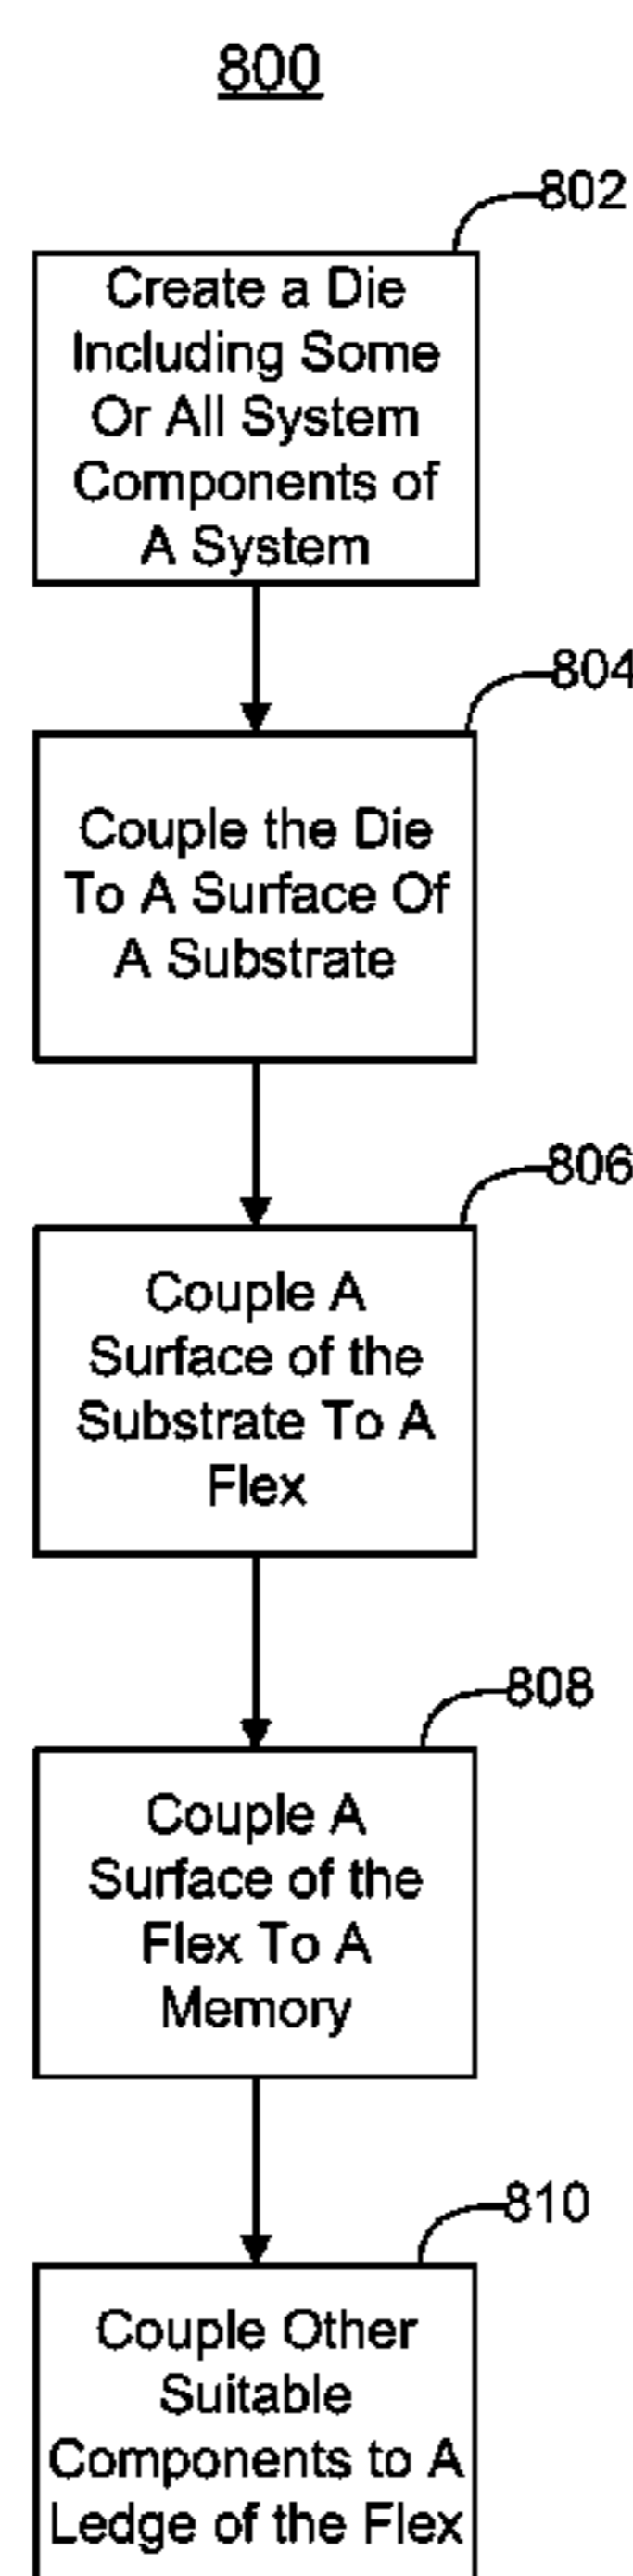 800
802
Create a Die
Including Some
Or All System
Components of
A System
804
Couple the Die
To A Surface Of
A Substrate
806
Couple A
Surface of the
Substrate To A
Flex
808
Couple A
Surface of the
Flex To A
Memory
810
Couple Other
Suitable
Components to A
Ledge of the Flex